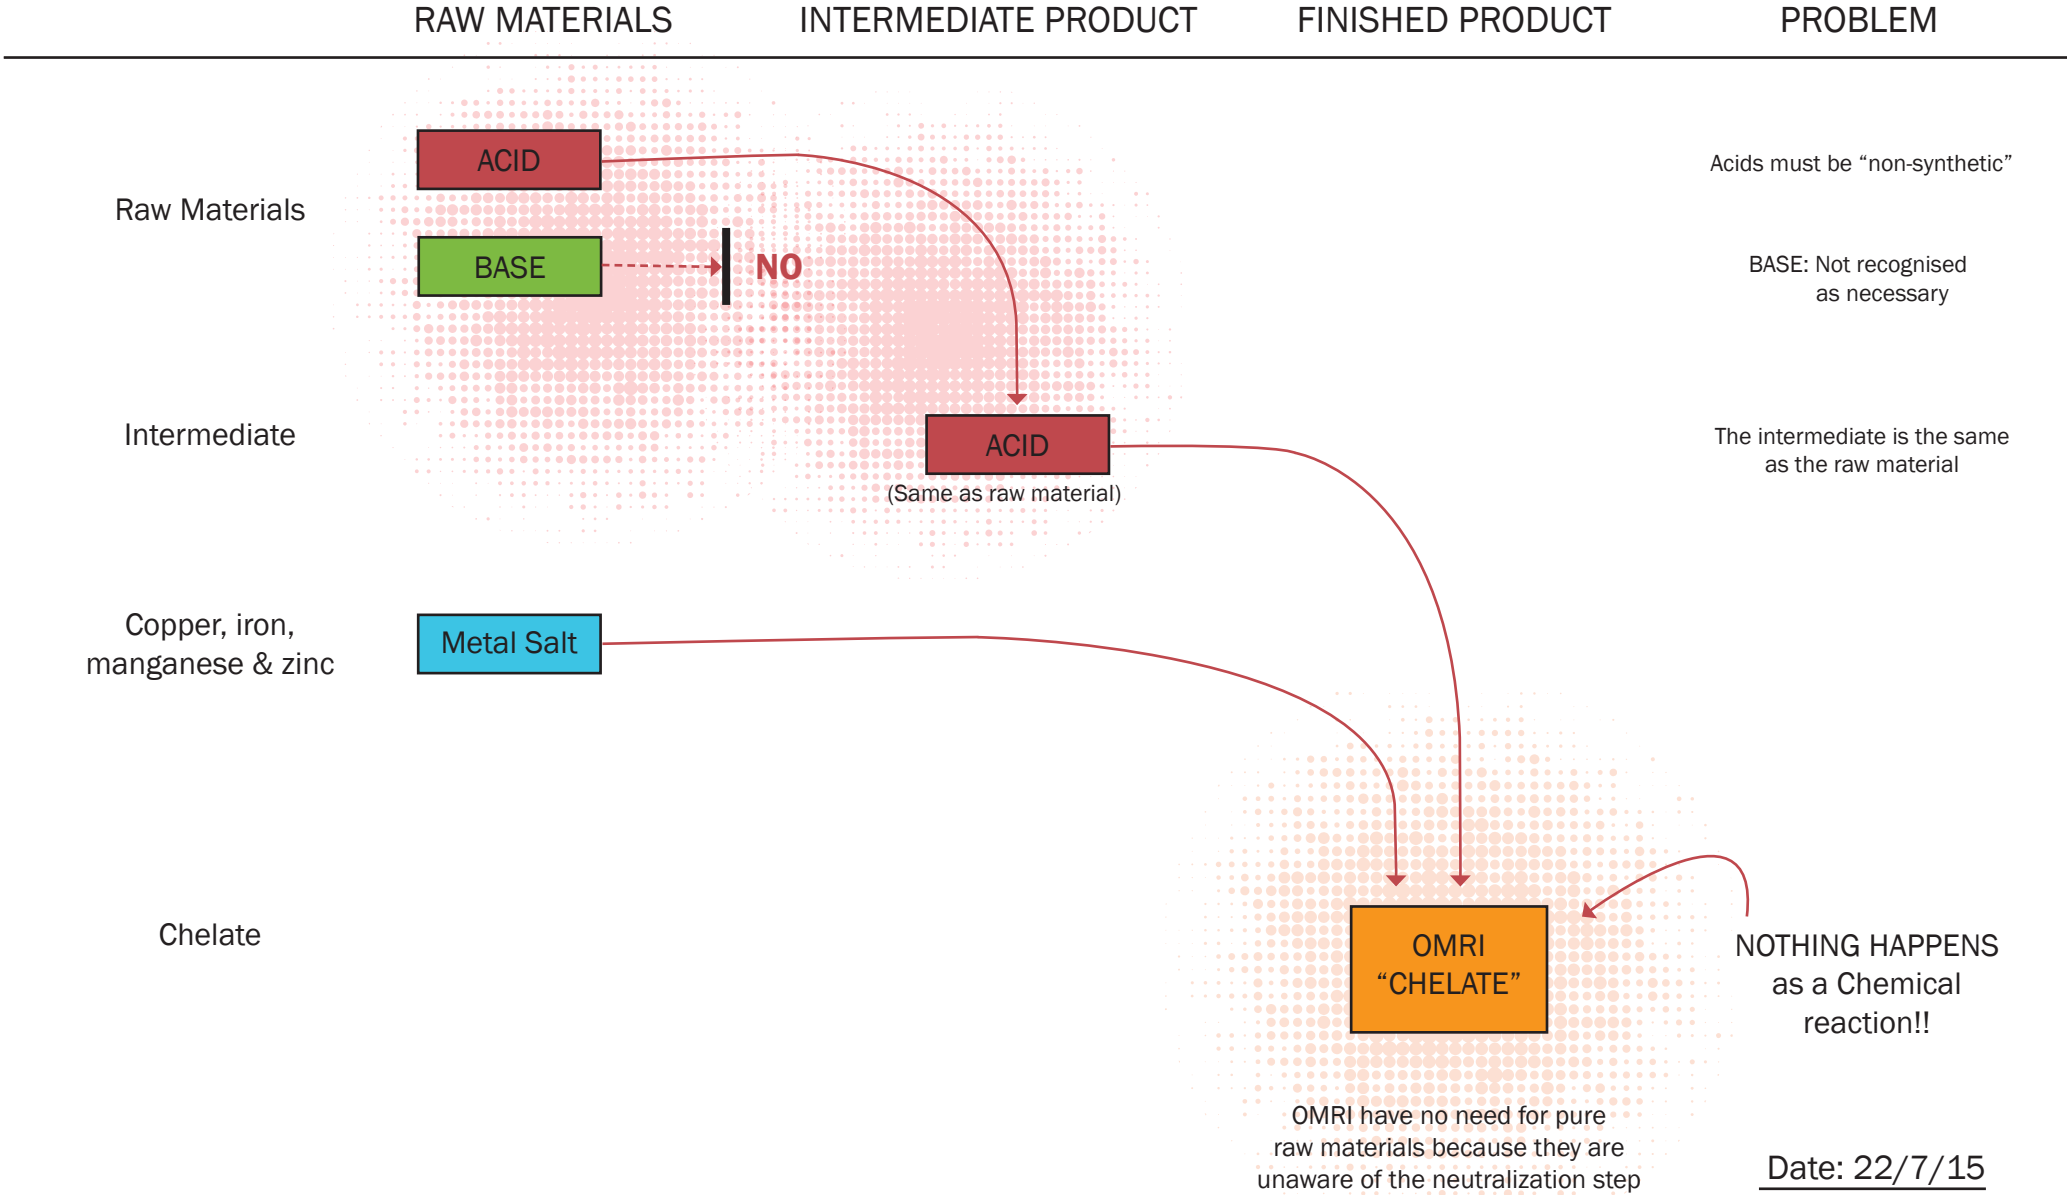 RAW MATERIALS
INTERMEDIATE PRODUCT
FINISHED PRODUCT
PROBLEM
Raw Materials
ACID
Acids must be “non-synthetic”
BASE
NO
BASE: Not recognised
as necessary
Intermediate
ACID
(Same as raw material)
The intermediate is the same
as the raw material
Copper, iron,
manganese & zinc
Metal Salt
Chelate
OMRI
“CHELATE”
NOTHING HAPPENS
as a Chemical
reaction!!
OMRI have no need for pure
raw materials because they are
unaware of the neutralization step
Date: 22/7/15